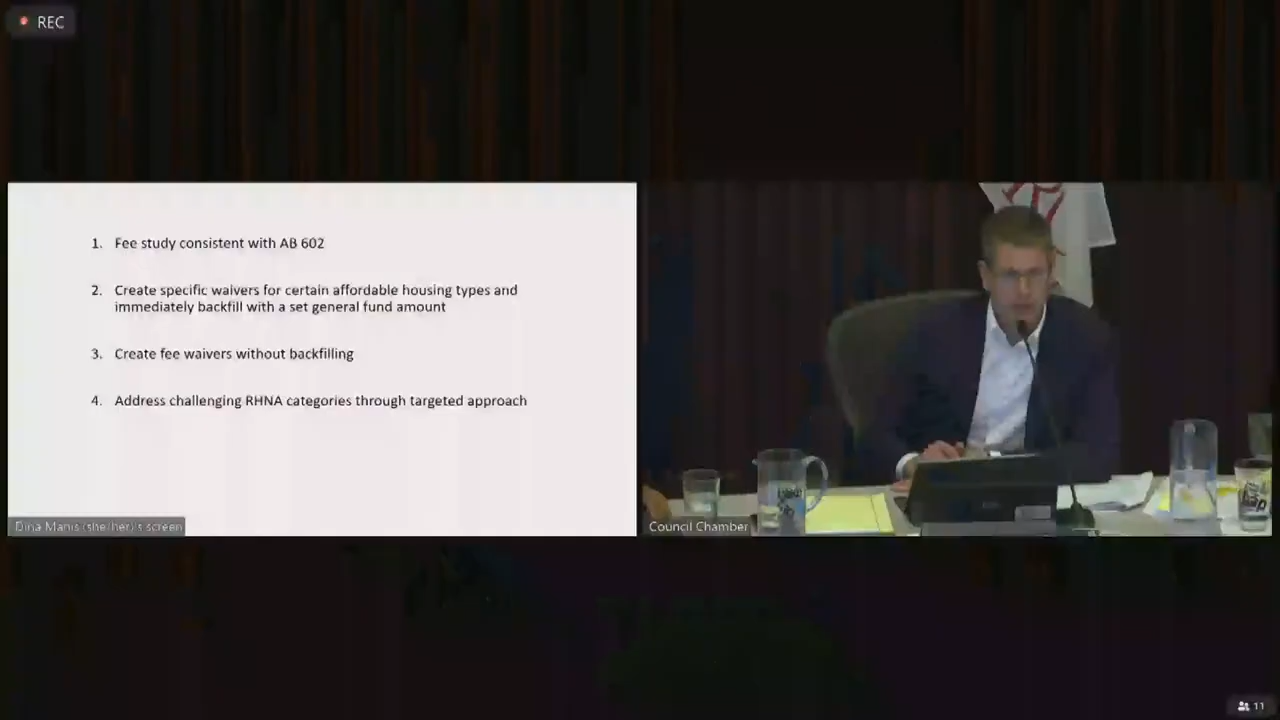 REC
1. Fee study consistent with AB 602
2. Create specific waivers for certain affordable housing types and
immediately backfill with a set general fund amount
3. Create fee waivers without backfilling
4. Address challenging RHNA categories through targeted approach
Dina Manis (she/her)'s screen
Council Chamber
11